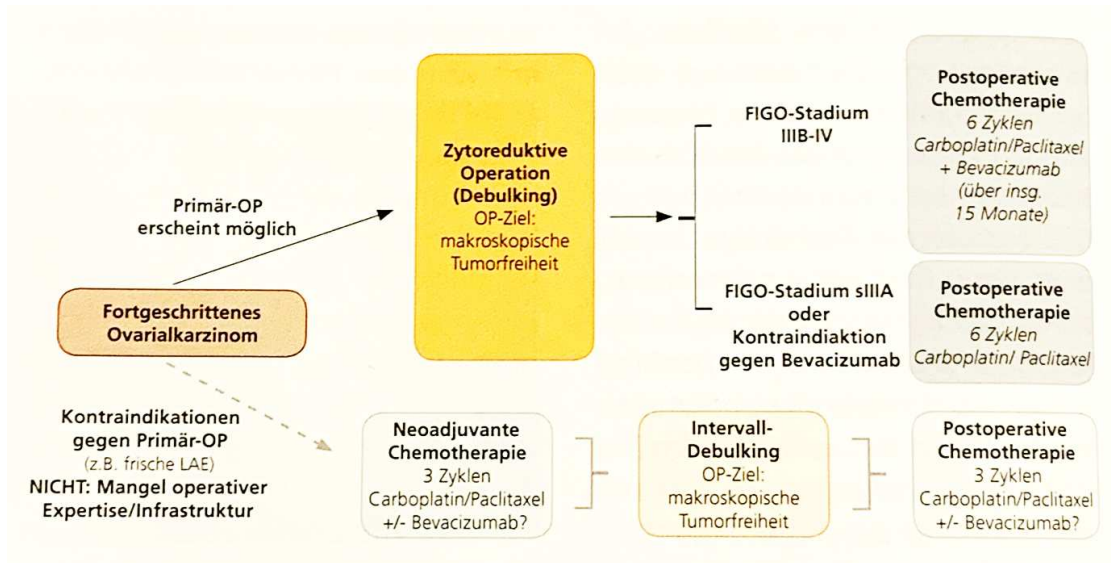 Fortgeschrittenes
Ovarialkarzinom
Primär-OP
erscheint möglich
Zytoreduktive
Operation
(Debulking)
OP-Ziel:
makroskopische
Tumorfreiheit
FIGO-Stadium
IIIB-IV
Postoperative
Chemotherapie
6 Zyklen
Carboplatin/Paclitaxel
+ Bevacizumab
(über insg.
15 Monate)
FIGO-Stadium sIIIA
oder
Kontraindiaktion
gegen Bevacizumab
Postoperative
Chemotherapie
6 Zyklen
Carboplatin/ Paclitaxel
Kontraindikationen
gegen Primär-OP
(z.B. frische LAE)
NICHT: Mangel operativer
Expertise/Infrastruktur
Neoadjuvante
Chemotherapie
3 Zyklen
Carboplatin/Paclitaxel
+/- Bevacizumab?
Intervall-
Debulking
OP-Ziel:
makroskopische
Tumorfreiheit
Postoperative
Chemotherapie
3 Zyklen
Carboplatin/Paclitaxel
+/- Bevacizumab?